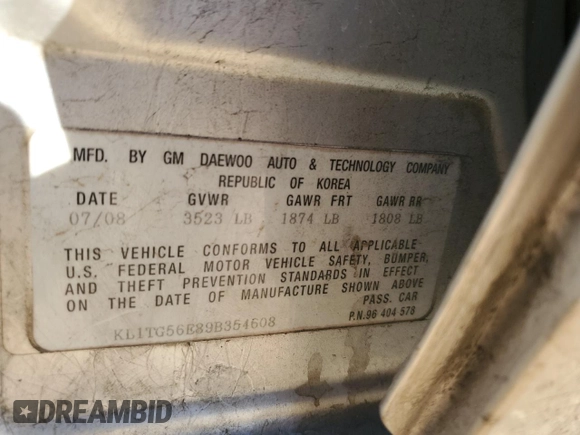 MFD. BY GM DAEWOO AUTO & TECHNOLOGY COMPANY
REPUBLIC OF KOREA
DATE GVWR GAWR FRT GAWR RR
07/08 3523 LB 1874 LB 1808 LB
THIS VEHICLE CONFORMS TO ALL APPLICABLE
U.S. FEDERAL MOTOR VEHICLE SAFETY, BUMPER,
AND THEFT PREVENTION STANDARDS IN EFFECT
ON THE DATE OF MANUFACTURE SHOWN ABOVE
PASS. CAR
KL1TG56E89B354608 P.N.96 404 578
DREAMBID